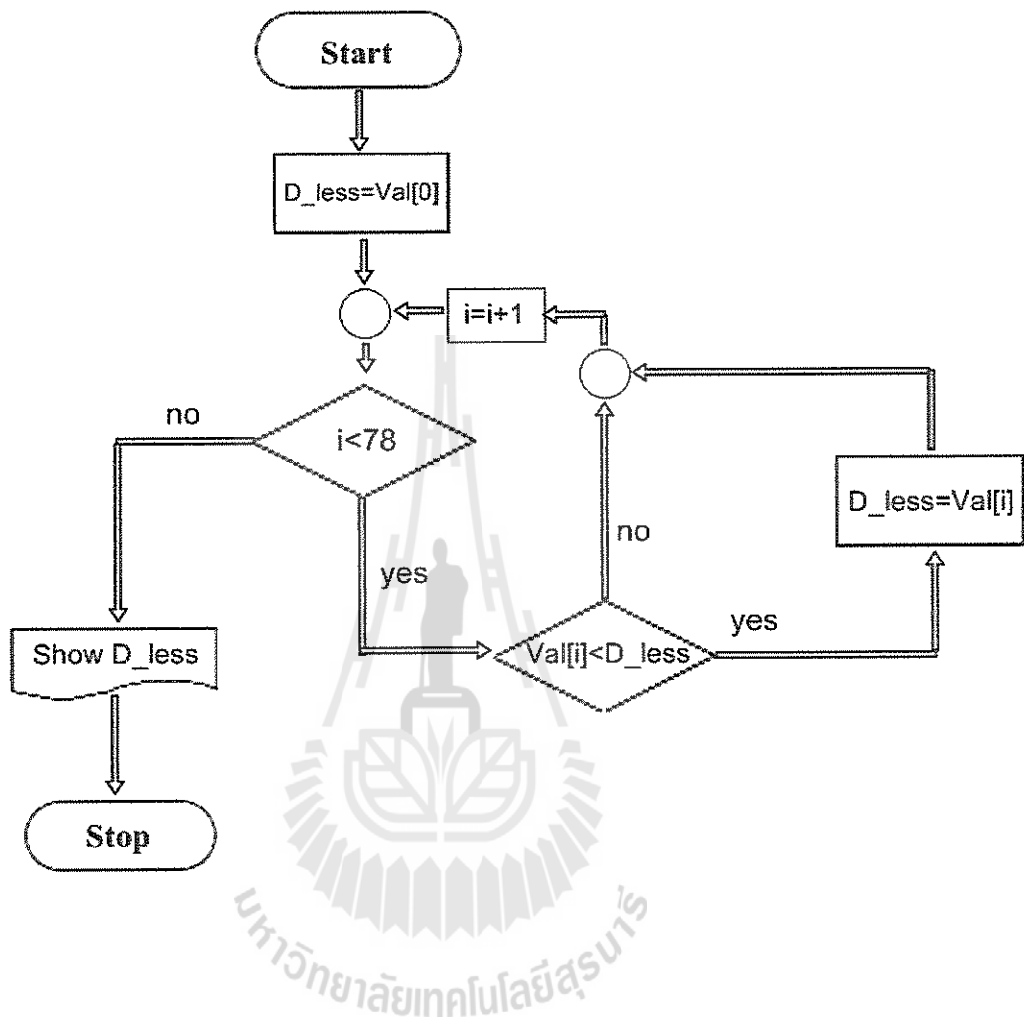 Start
D_less=Val[0]
i=i+1
i<78
no
yes
Val[i]<D_less
no
yes
D_less=Val[i]
Show D_less
Stop
มหาวิทยาลัยเทคโนโลยีสุรนารี